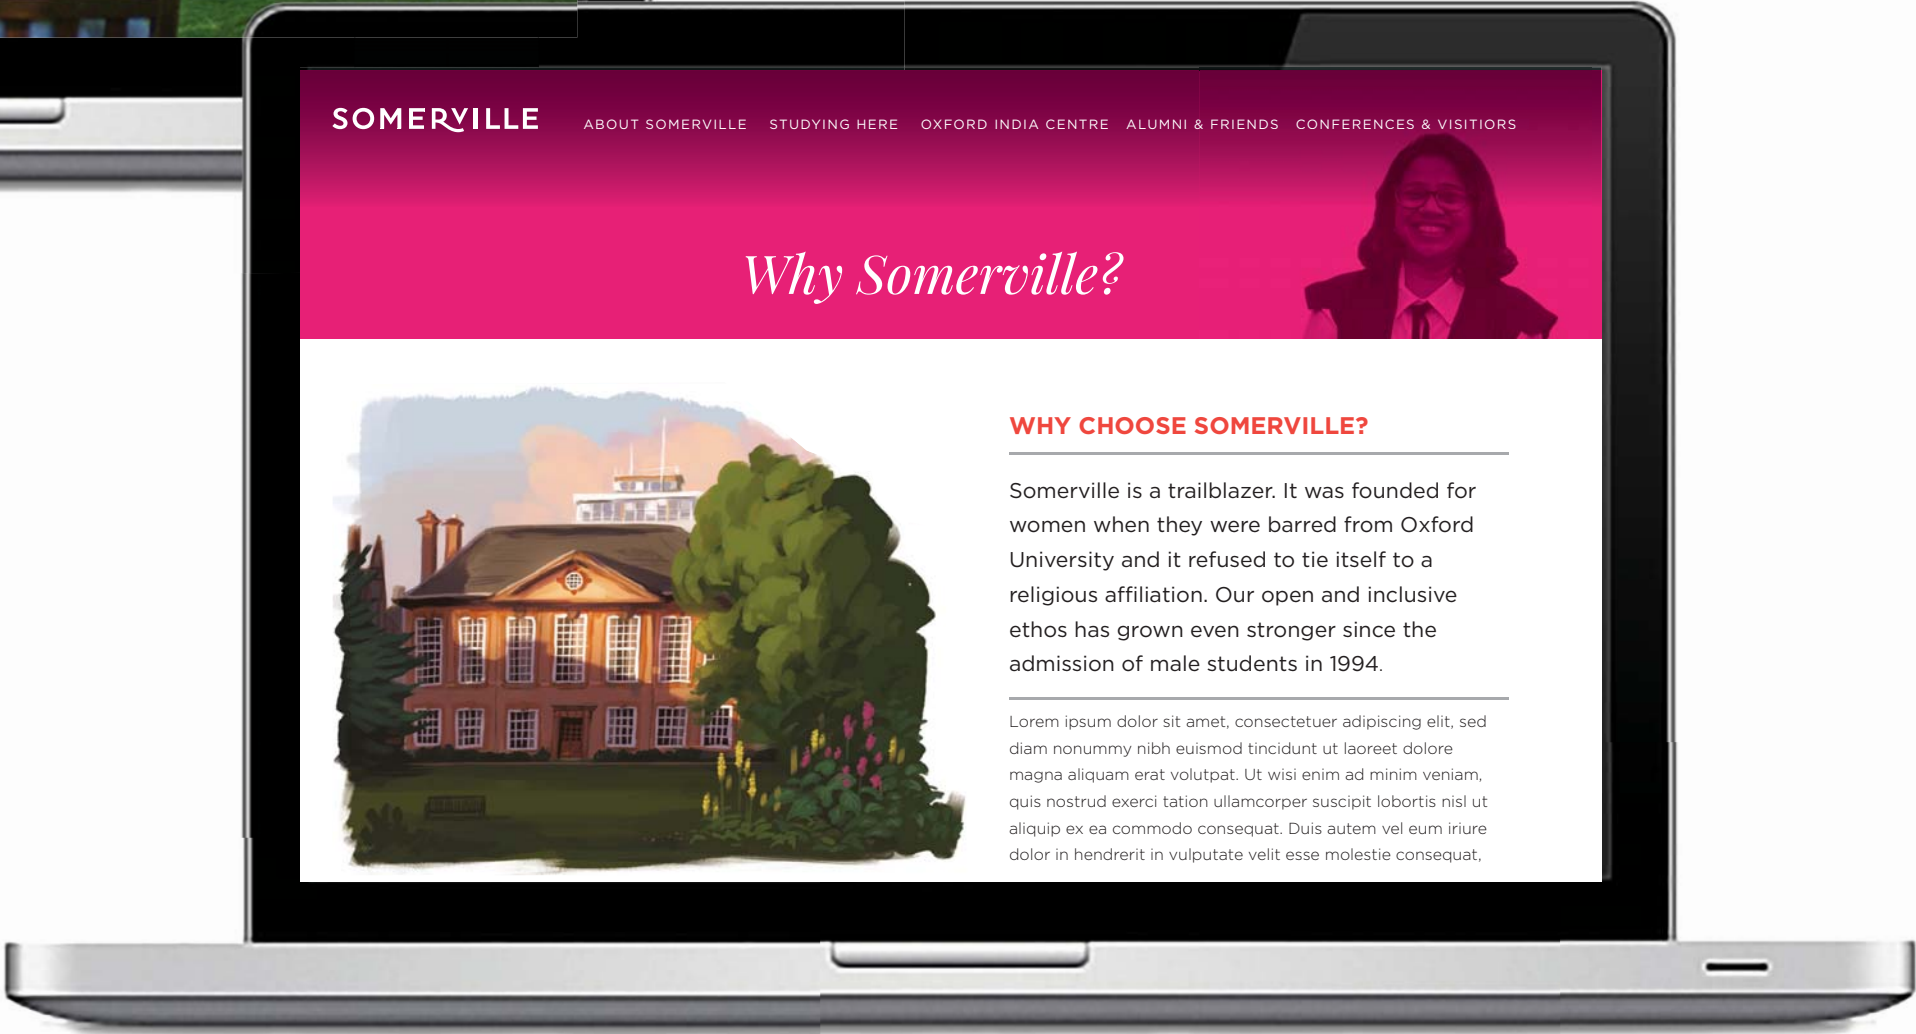 SOMERVILLE
ABOUT SOMERVILLE STUDYING HERE OXFORD INDIA CENTRE ALUMNI & FRIENDS CONFERENCES & VISITIORS
Why Somerville?
WHY CHOOSE SOMERVILLE?
Somerville is a trailblazer. It was founded for
women when they were barred from Oxford
University and it refused to tie itself to a
religious affiliation. Our open and inclusive
ethos has grown even stronger since the
admission of male students in 1994.
Lorem ipsum dolor sit amet, consectetuer adipiscing elit, sed
diam nonummy nibh euismod tincidunt ut laoreet dolore
magna aliquam erat volutpat. Ut wisi enim ad minim veniam,
quis nostrud exerci tation ullamcorper suscipit lobortis nisl ut
aliquip ex ea commodo consequat. Duis autem vel eum iriure
dolor in hendrerit in vulputate velit esse molestie consequat,